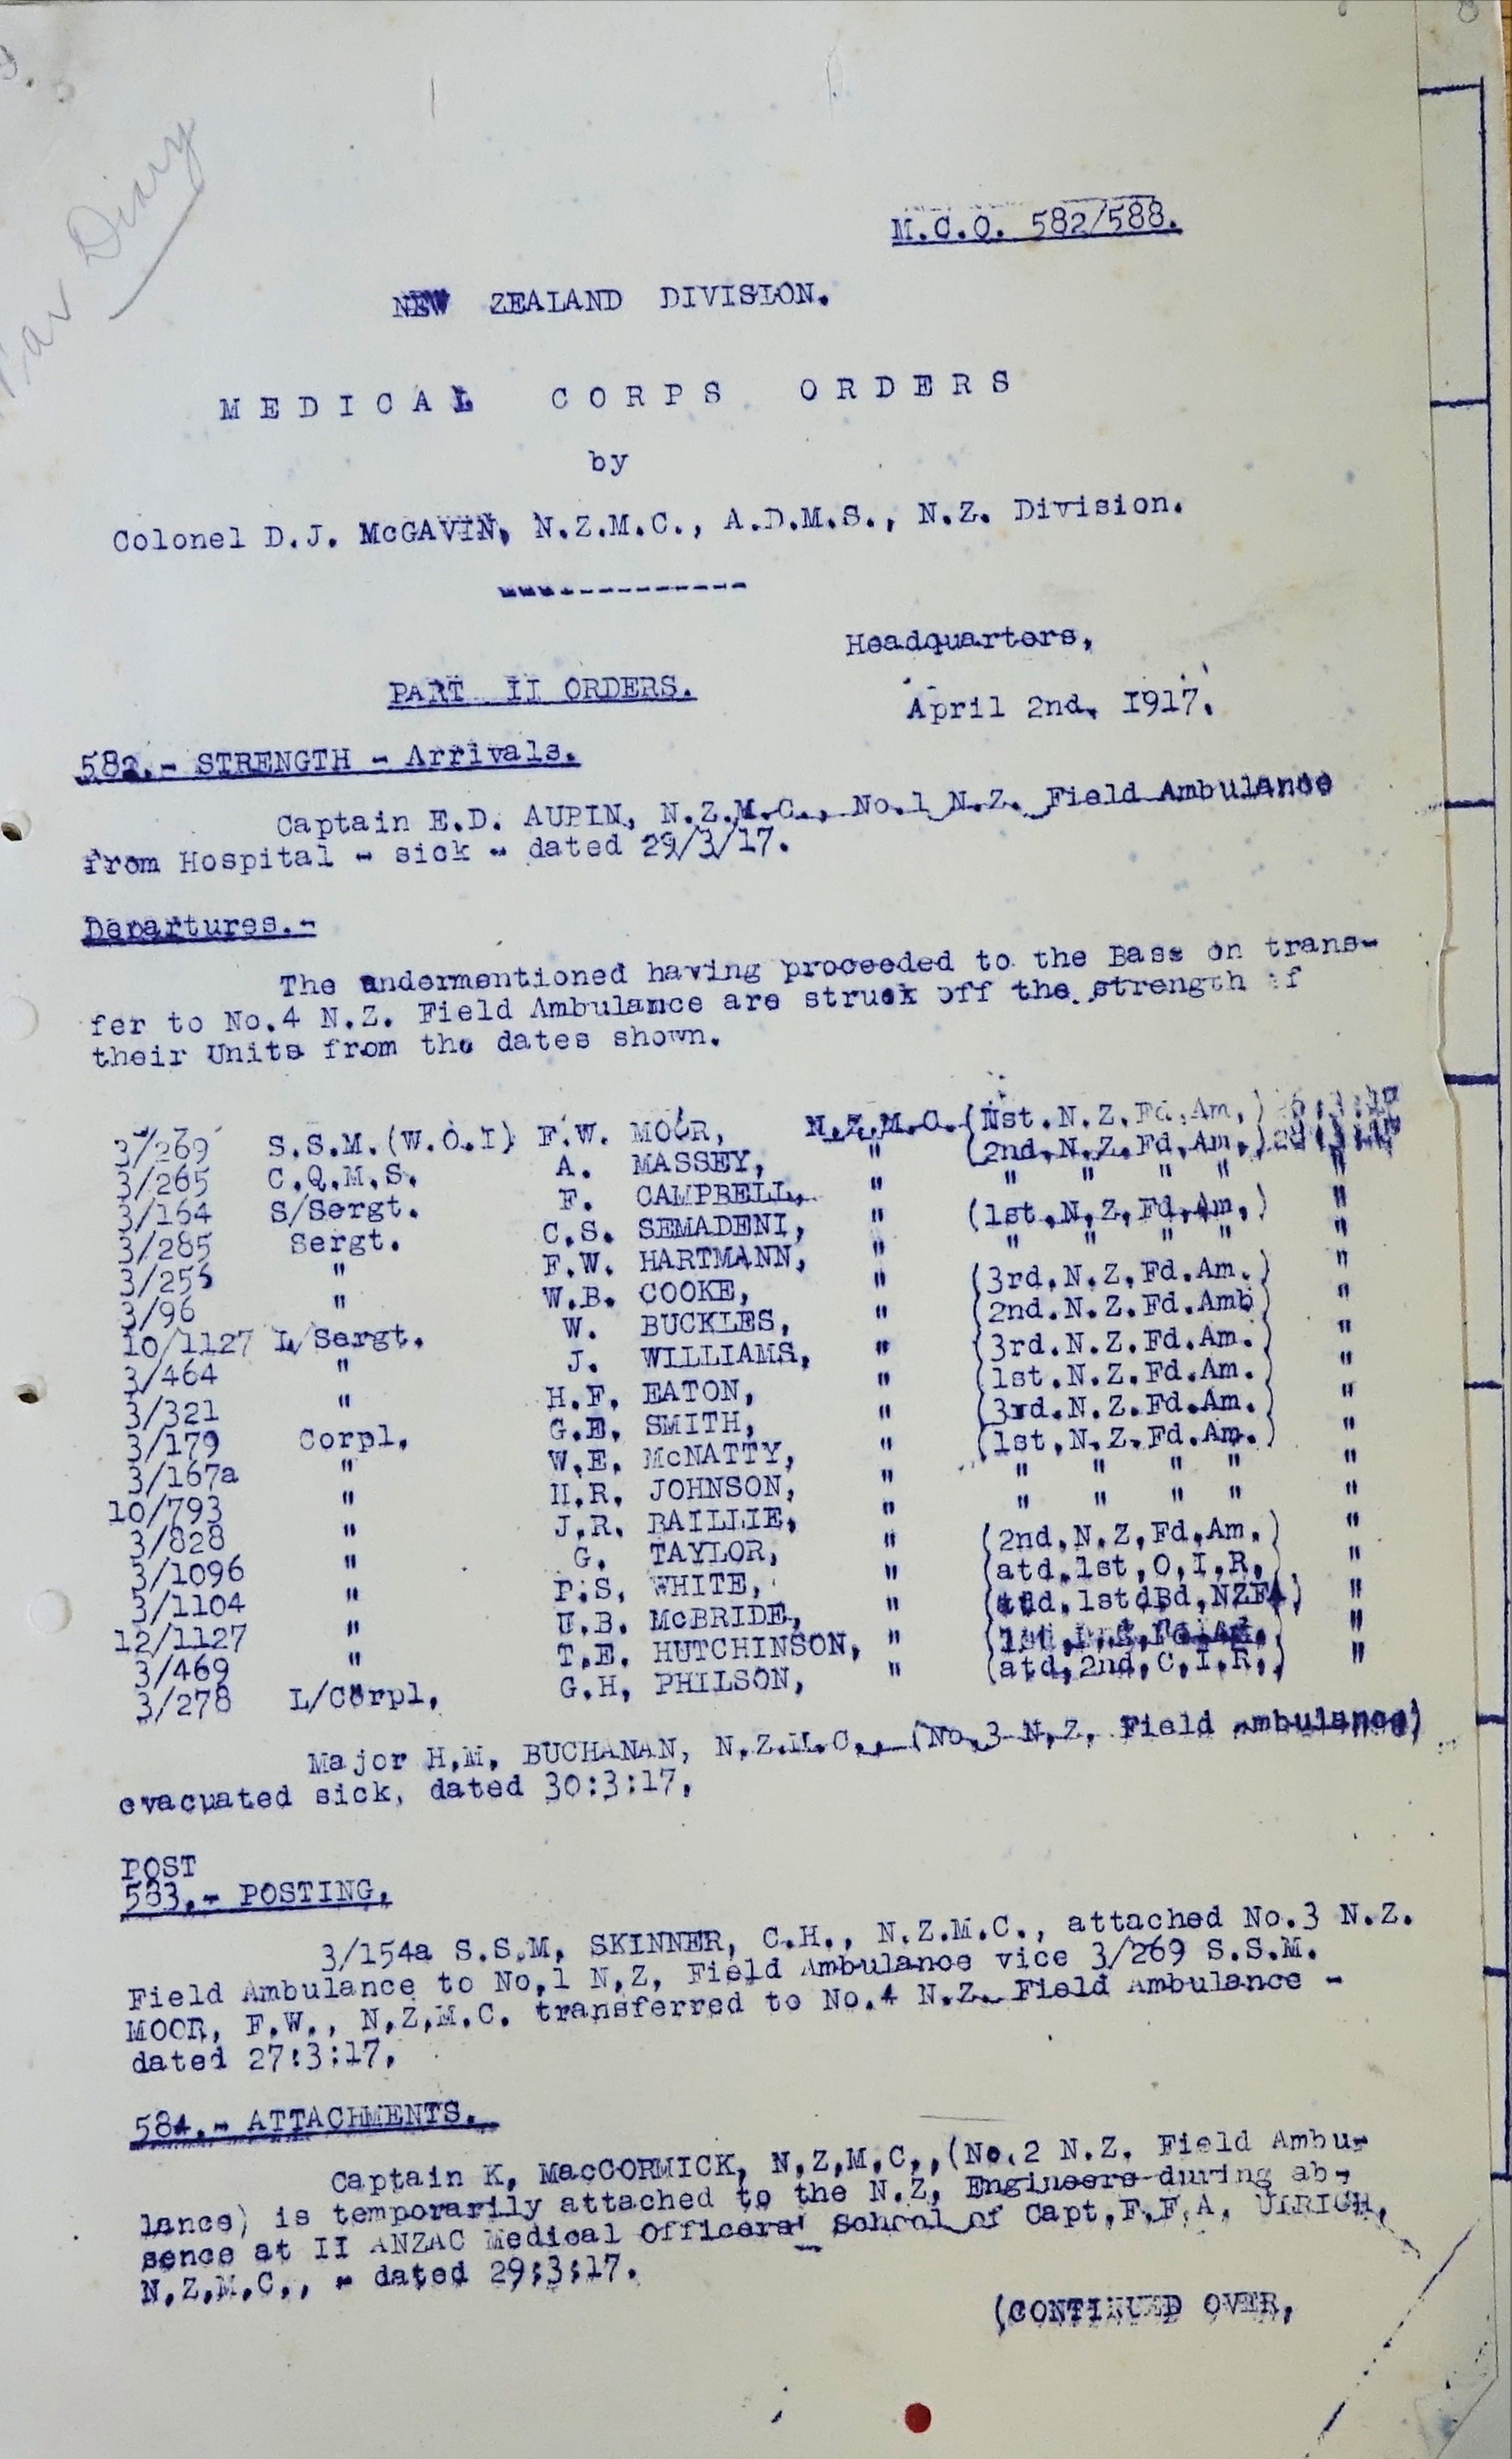 War Diary
M.C.O. 582/588.
NEW ZEALAND DIVISION.
MEDICAL CORPS ORDERS
by
Colonel D.J. McGAVIN, N.Z.M.C., A.D.M.S., N.Z. Division.
-------------
Headquarters,
PART II ORDERS.
April 2nd, 1917.
582.- STRENGTH - Arrivals.
Captain E.D. AUPIN, N.Z.M.C., No.1 N.Z. Field Ambulance
from Hospital - sick - dated 29/3/17.
Departures.-
The undermentioned having proceeded to the Base on trans-
fer to No.4 N.Z. Field Ambulance are struck off the strength of
their Units from the dates shown.
3/269 S.S.M.(W.O.I) F.W. MOOR, N.Z.M.C.(1st.N.Z.Fd.Am.)
3/265 C.Q.M.S. A. MASSEY, " (2nd.N.Z.Fd.Am.)
3/164 S/Sergt. F. CAMPBELL, " " " " " "
3/285 Sergt. C.S. SEMADENI, " (1st.N.Z.Fd.Am.) "
3/255 " F.W. HARTMANN, " " " " " "
3/96 " W.B. COOKE, " (3rd.N.Z.Fd.Am.) "
10/1127 L/Sergt. W. BUCKLES, " (2nd.N.Z.Fd.Amb) "
3/464 " J. WILLIAMS, " (3rd.N.Z.Fd.Am.) "
3/321 " H.F. EATON, " (1st.N.Z.Fd.Am.) "
3/179 Corpl. G.E. SMITH, " (3rd.N.Z.Fd.Am.) "
3/167a " W.E. McNATTY, " (1st.N.Z.Fd.Am.) "
10/793 " H.R. JOHNSON, " " " " " "
3/828 " J.R. BAILLIE, " " " " " "
3/1096 " G. TAYLOR, " (2nd.N.Z.Fd.Am.) "
3/1104 " P.S. WHITE, " (atd.1st.O.I.R.) "
12/1127 " U.B. McBRIDE, " (atd.1stdBd.NZFA) "
3/469 " T.E. HUTCHINSON, " "
3/278 L/Corpl. G.H. PHILSON, " (atd.2nd.C.I.R.) "
Major H.M. BUCHANAN, N.Z.M.C., (No.3 N.Z. Field Ambulance)
evacuated sick, dated 30:3:17.
POST
583.- POSTING.
3/154a S.S.M. SKINNER, C.H., N.Z.M.C., attached No.3 N.Z.
Field Ambulance to No.1 N.Z. Field Ambulance vice 3/269 S.S.M.
MOOR, F.W., N.Z.M.C. transferred to No.4 N.Z. Field Ambulance -
dated 27:3:17.
584.- ATTACHMENTS.
Captain K. MacCORMICK, N.Z.M.C.,(No.2 N.Z. Field Ambu-
lance) is temporarily attached to the N.Z. Engineers during ab-
sence at II ANZAC Medical Officers' School of Capt.F.F.A. ULRICH,
N.Z.M.C., - dated 29:3:17.
(CONTINUED OVER,